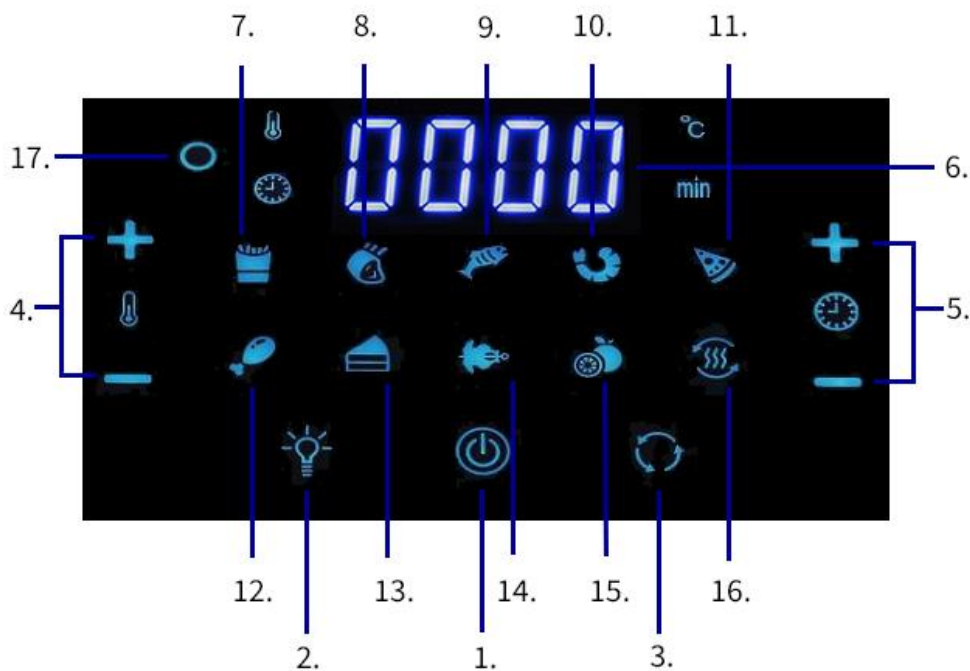 7. 8. 9. 10. 11.
17. 0000 °C 6.
min
4. 5.
12. 13. 14. 15. 16.
2. 1. 3.